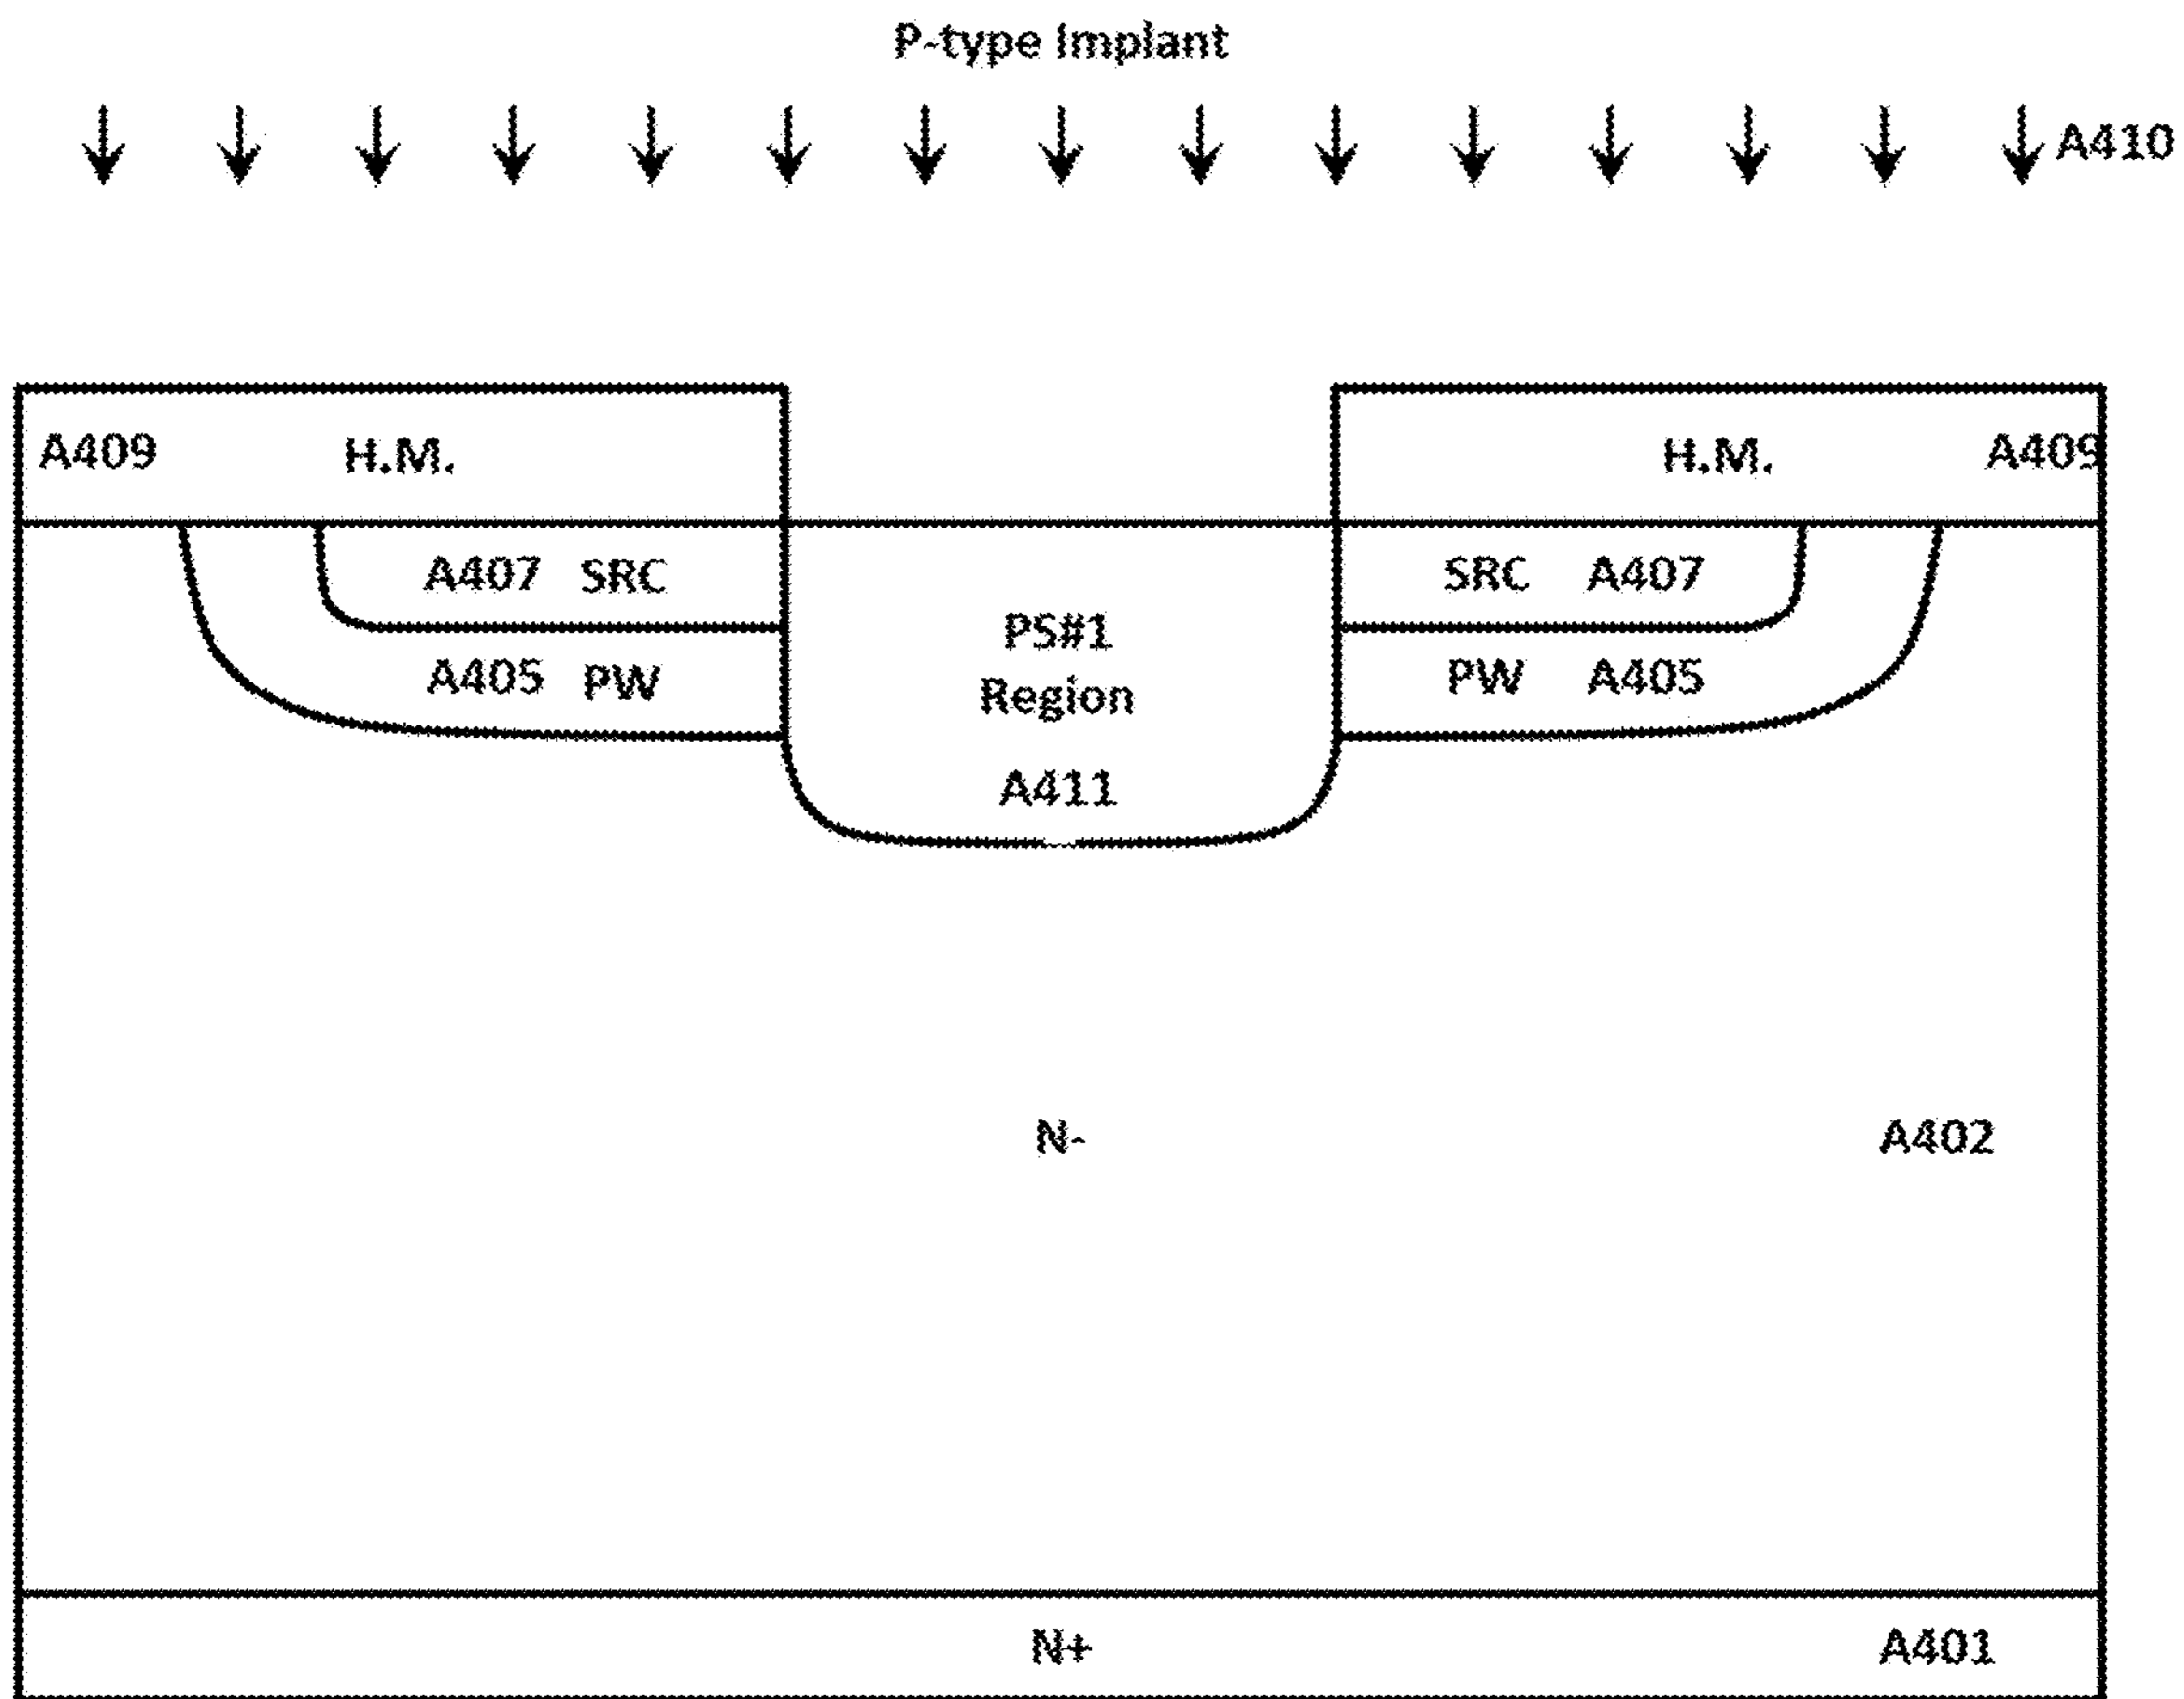 P-type Implant
A410
A409 H.M. H.M. A409
A407 SRC SRC A407
PS#1
Region
A405 PW PW A405
A411
N- A402
N+ A401